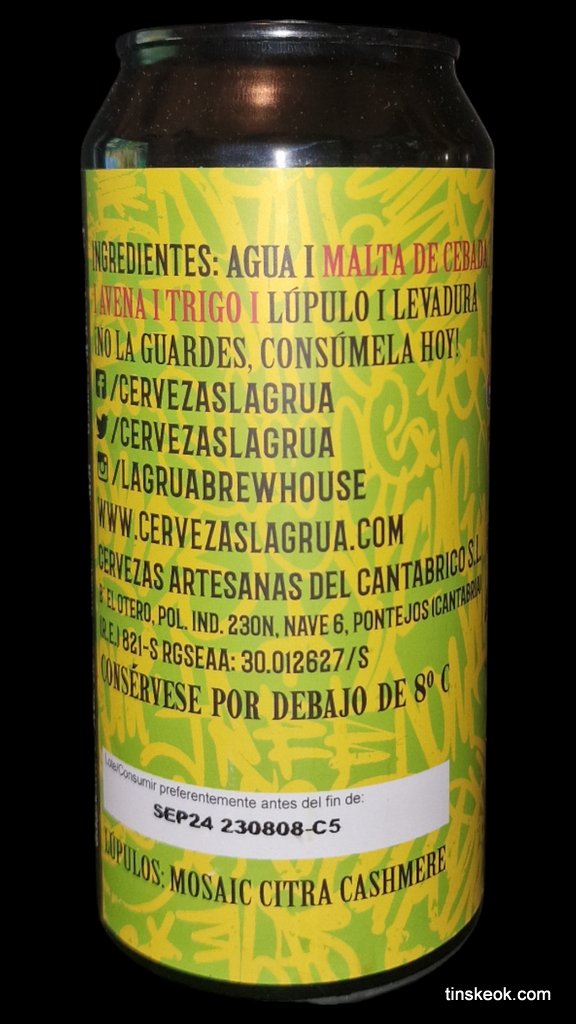 INGREDIENTES: AGUA I MALTA DE CEBADA
I AVENA I TRIGO I LÚPULO I LEVADURA
¡NO LA GUARDES, CONSÚMELA HOY!
/CERVEZASLAGRUA
/CERVEZASLAGRUA
/LAGRUABREWHOUSE
WWW.CERVEZASLAGRUA.COM
CERVEZAS ARTESANAS DEL CANTABRICO S.L.
Bº EL OTERO, POL. IND. 230N, NAVE 6, PONTEJOS (CANTABRIA)
(R.E.) 821-S RGSEAA: 30.012627/S
CONSÉRVESE POR DEBAJO DE 8º C
Lote/Consumir preferentemente antes del fin de:
SEP24 230808-C5
LÚPULOS: MOSAIC CITRA CASHMERE
tinskeok.com